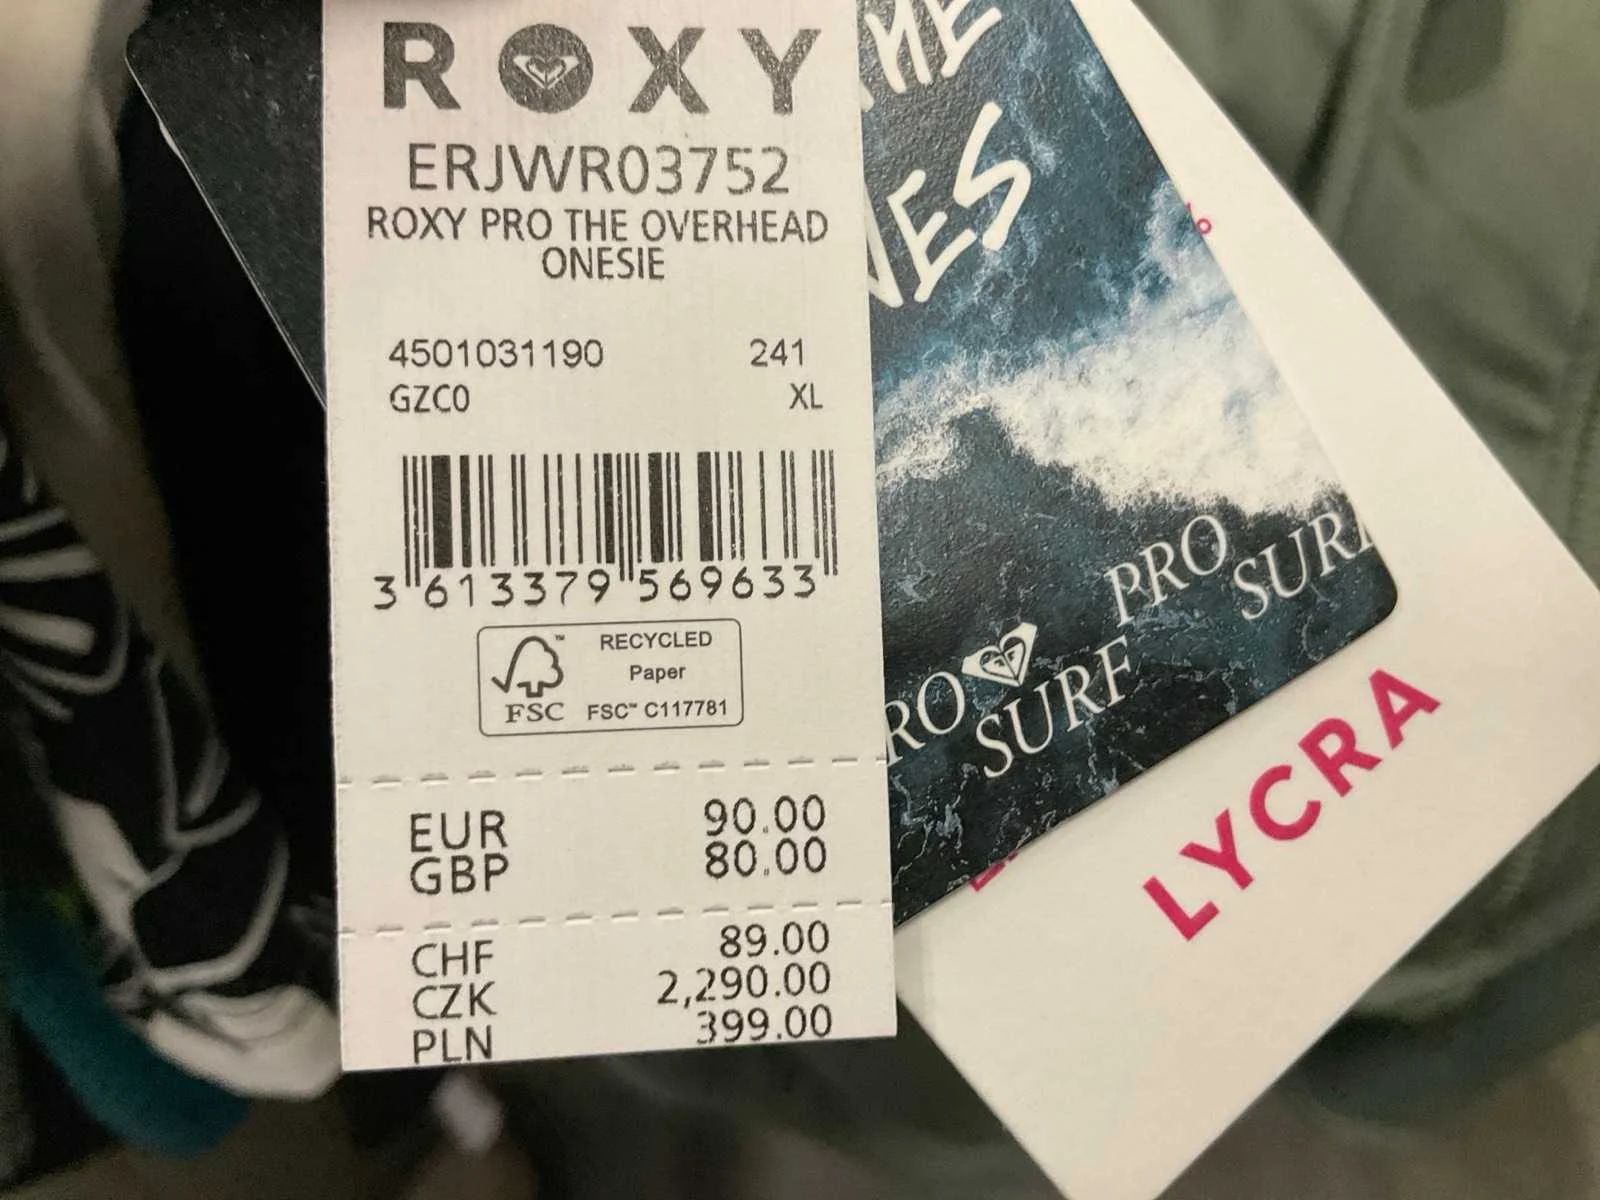 ROXY
ERJWR03752
ROXY PRO THE OVERHEAD
ONESIE
4501031190 241
GZC0 XL
3 613379 569633
FSC™
RECYCLED
Paper
FSC™ C117781
EUR 90.00
GBP 80.00
CHF 89.00
CZK 2,290.00
PLN 399.00
PRO SURF
SURF
LYCRA